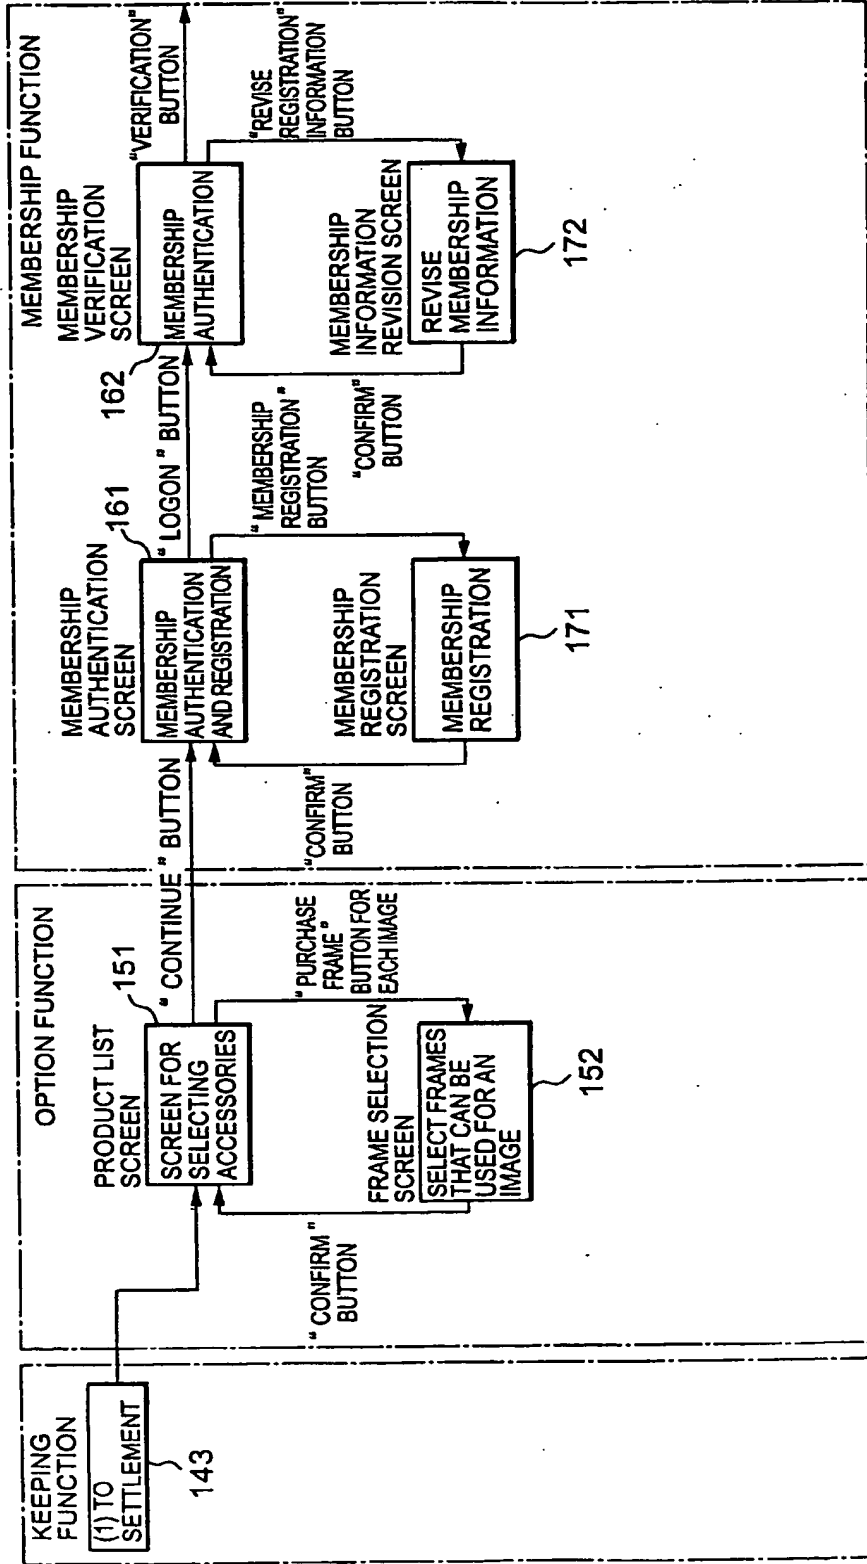 KEEPING
FUNCTION
(1) TO
SETTLEMENT
143
OPTION FUNCTION
PRODUCT LIST
SCREEN
151
SCREEN FOR
SELECTING
ACCESSORIES
"CONTINUE" BUTTON
"PURCHASE
FRAME"
BUTTON FOR
EACH IMAGE
FRAME SELECTION
SCREEN
SELECT FRAMES
THAT CAN BE
USED FOR AN
IMAGE
152
"CONFIRM"
BUTTON
MEMBERSHIP FUNCTION
MEMBERSHIP
AUTHENTICATION
SCREEN
161
MEMBERSHIP
AUTHENTICATION
AND REGISTRATION
"LOGON" BUTTON
"MEMBERSHIP
REGISTRATION"
BUTTON
MEMBERSHIP
REGISTRATION
SCREEN
MEMBERSHIP
REGISTRATION
171
"CONFIRM"
BUTTON
MEMBERSHIP
VERIFICATION
SCREEN
162
MEMBERSHIP
AUTHENTICATION
"VERIFICATION"
BUTTON
"REVISE
REGISTRATION"
INFORMATION
BUTTON
MEMBERSHIP
INFORMATION
REVISION SCREEN
REVISE
MEMBERSHIP
INFORMATION
172
"CONFIRM"
BUTTON